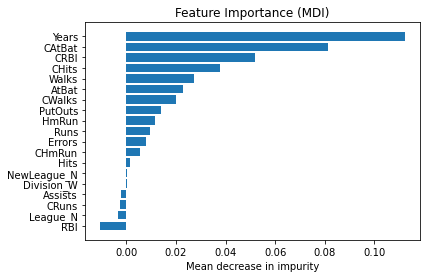 Feature Importance (MDI)
Years
CAtBat
CRBI
CHits
Walks
AtBat
CWalks
PutOuts
HmRun
Runs
Errors
CHmRun
Hits
NewLeague_N
Division_W
Assists
CRuns
League_N
RBI
0.00 0.02 0.04 0.06 0.08 0.10
Mean decrease in impurity